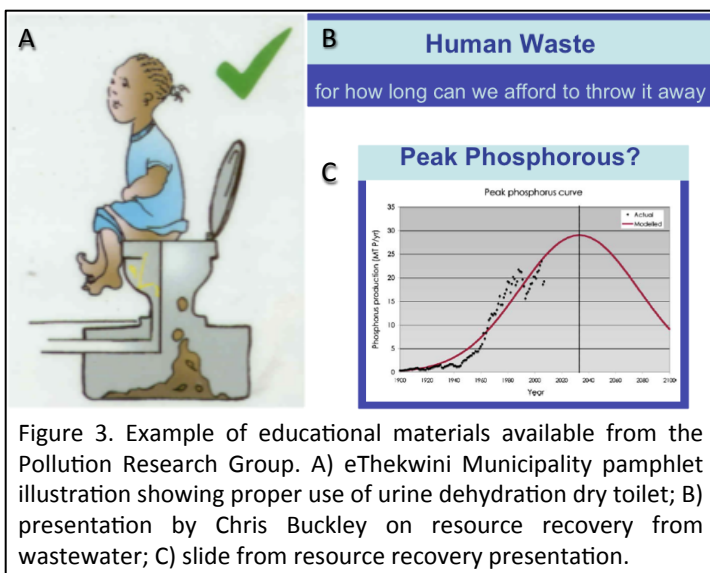 A
B
Human Waste
for how long can we afford to throw it away
C
Peak Phosphorous?
Peak phosphorus curve
Actual
Modelled
Phosphorus production (MT P/yr)
35
30
25
20
15
10
5
0
1900 1920 1940 1960 1980 2000 2020 2040 2060 2080 2100
Year
Figure 3. Example of educational materials available from the
Pollution Research Group. A) eThekwini Municipality pamphlet
illustration showing proper use of urine dehydration dry toilet; B)
presentation by Chris Buckley on resource recovery from
wastewater; C) slide from resource recovery presentation.